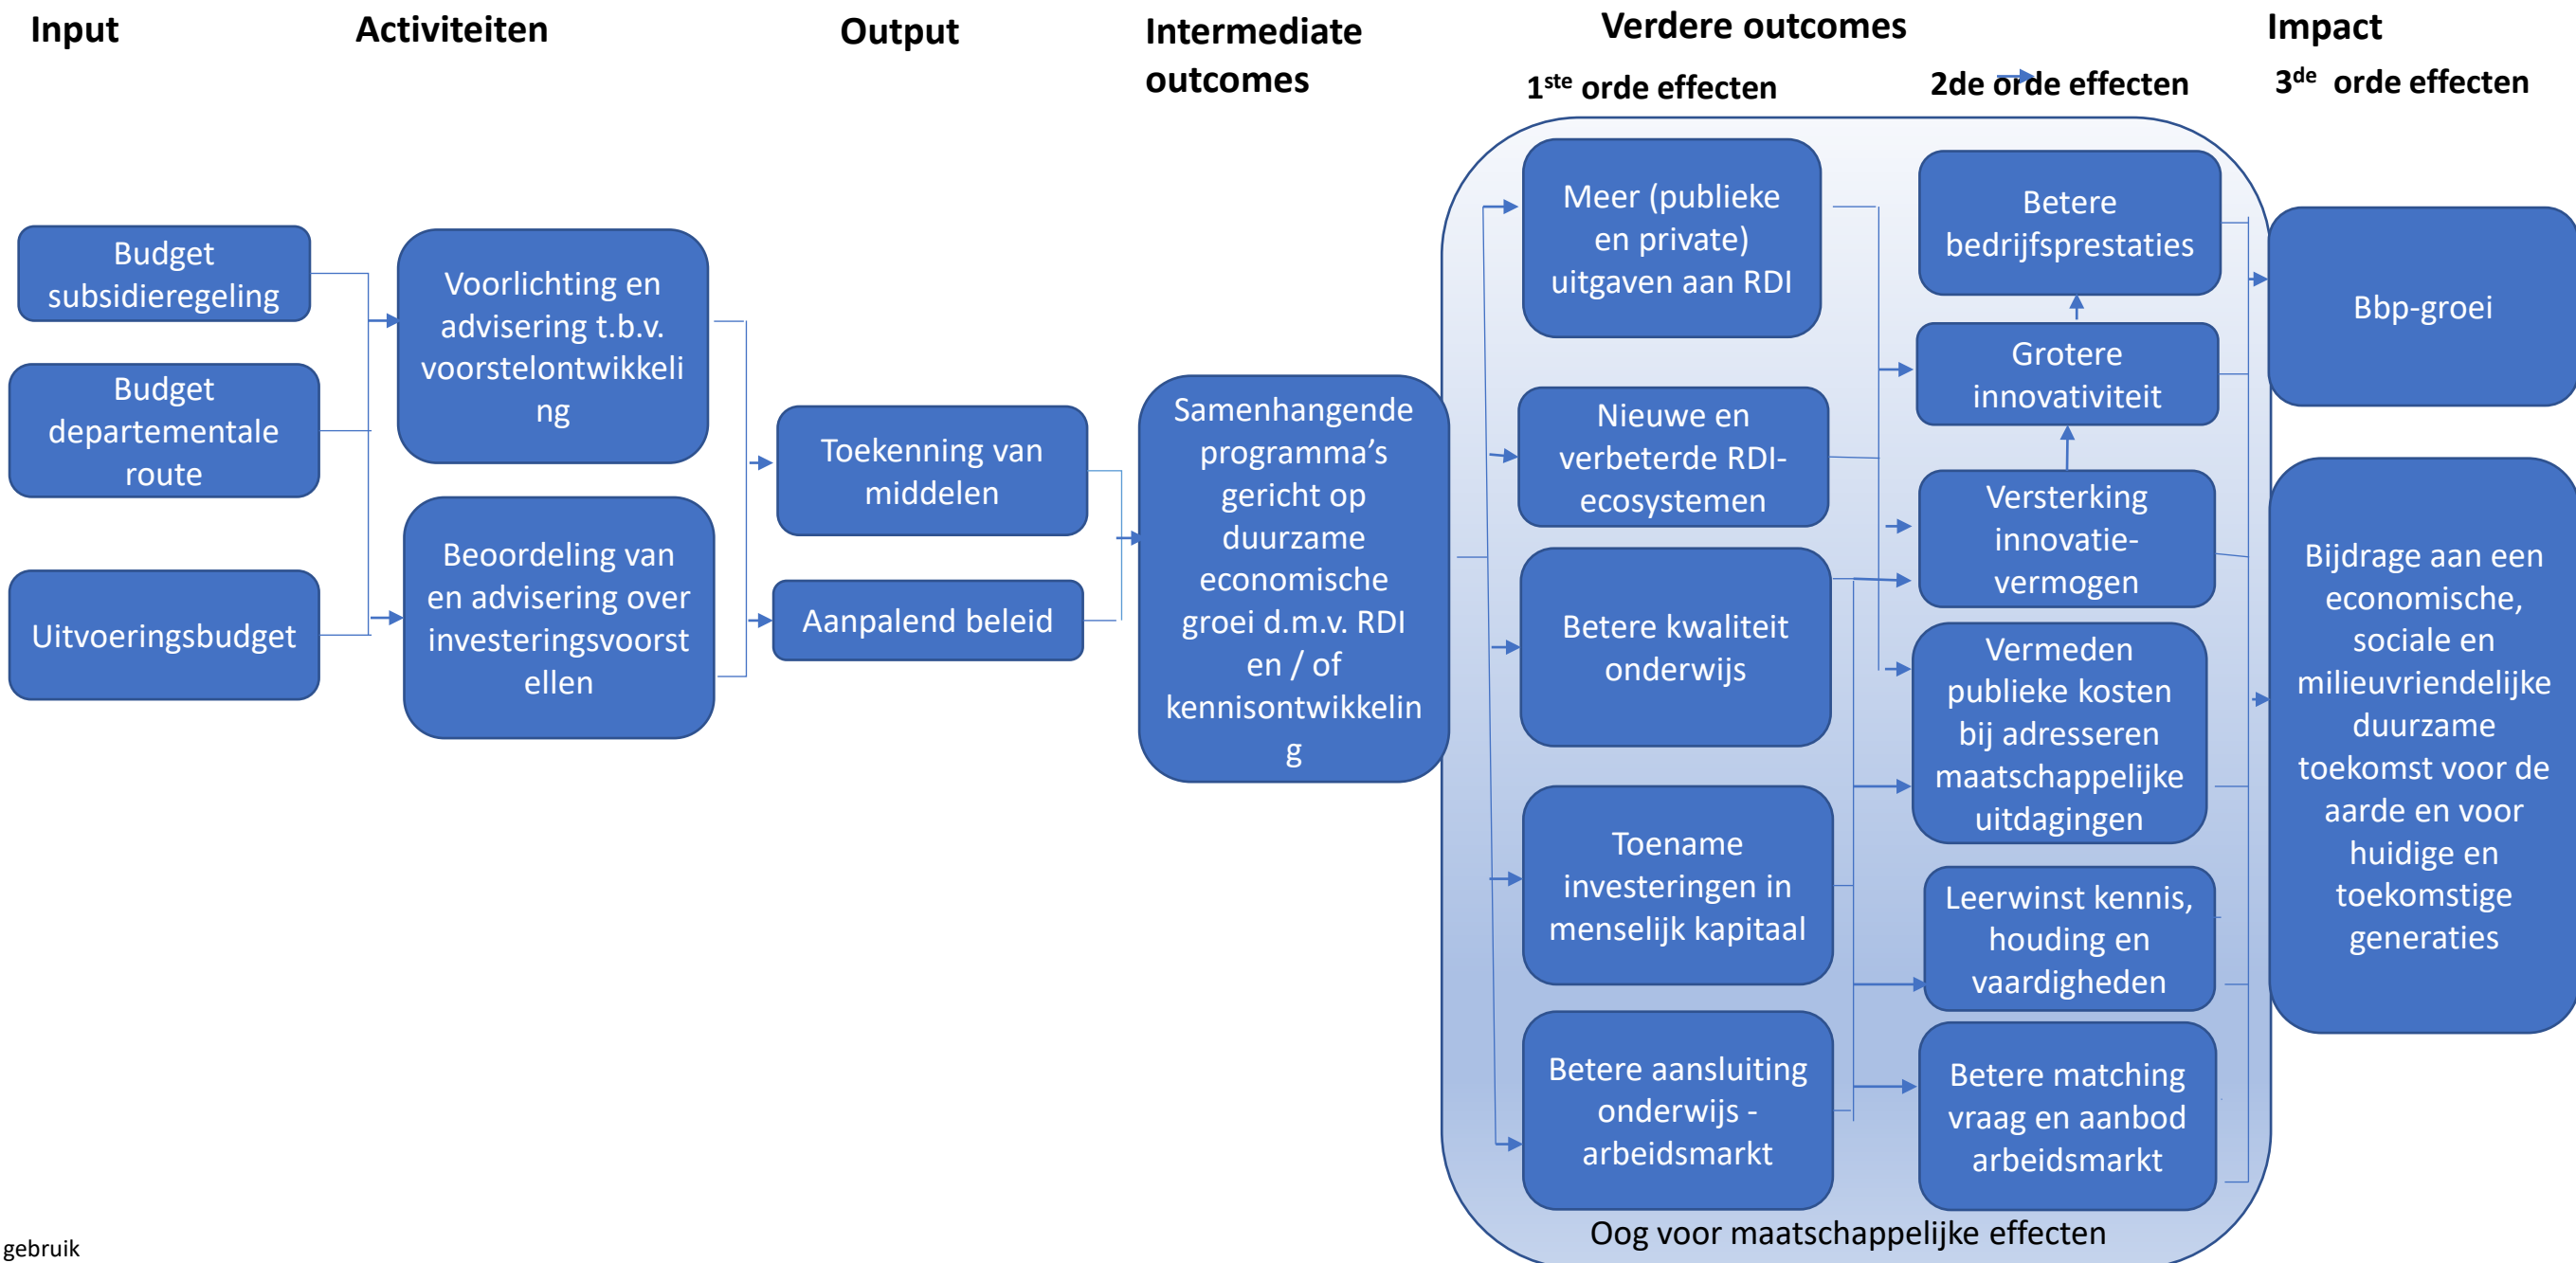 Input
Activiteiten
Output
Intermediate
outcomes
Verdere outcomes
1ste orde effecten
2de orde effecten
Impact
3de orde effecten
Budget
subsidieregeling
Budget
departementale
route
Uitvoeringsbudget
Voorlichting en
advisering t.b.v.
voorstelontwikkeli
ng
Beoordeling van
en advisering over
investeringsvoorst
ellen
Toekenning van
middelen
Aanpalend beleid
Samenhangende
programma's
gericht op
duurzame
economische
groei d.m.v. RDI
en / of
kennisontwikkelin
g
Meer (publieke
en private)
uitgaven aan RDI
Nieuwe en
verbeterde RDI-
ecosystemen
Betere kwaliteit
onderwijs
Toename
investeringen in
menselijk kapitaal
Betere aansluiting
onderwijs -
arbeidsmarkt
Betere
bedrijfsprestaties
Grotere
innovativiteit
Versterking
innovatie-
vermogen
Vermeden
publieke kosten
bij adresseren
maatschappelijke
uitdagingen
Leerwinst kennis,
houding en
vaardigheden
Betere matching
vraag en aanbod
arbeidsmarkt
Oog voor maatschappelijke effecten
Bbp-groei
Bijdrage aan een
economische,
sociale en
milieuvriendelijke
duurzame
toekomst voor de
aarde en voor
huidige en
toekomstige
generaties
gebruik